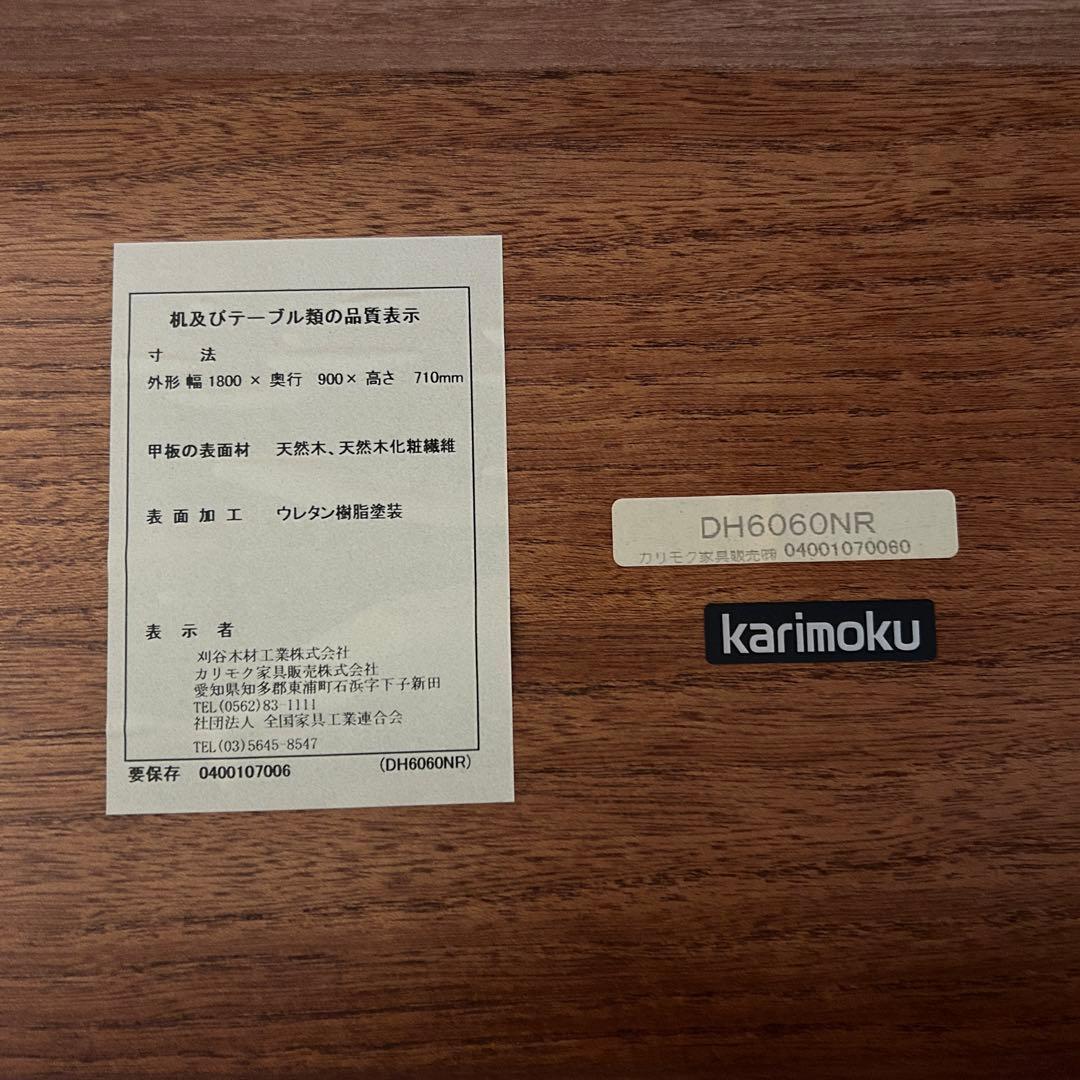 机及びテーブル類の品質表示
寸 法
外形 幅 1800 × 奥行 900× 高さ 710mm
甲板の表面材 天然木、天然木化粧繊維
表 面 加 工 ウレタン樹脂塗装
表 示 者
刈谷木材工業株式会社
カリモク家具販売株式会社
愛知県知多郡東浦町石浜字下子新田
TEL(0562)83-1111
社団法人 全国家具工業連合会
TEL(03)5645-8547
要保存 0400107006 (DH6060NR)
DH6060NR
カリモク家具販売㈱ 04001070060
karimoku